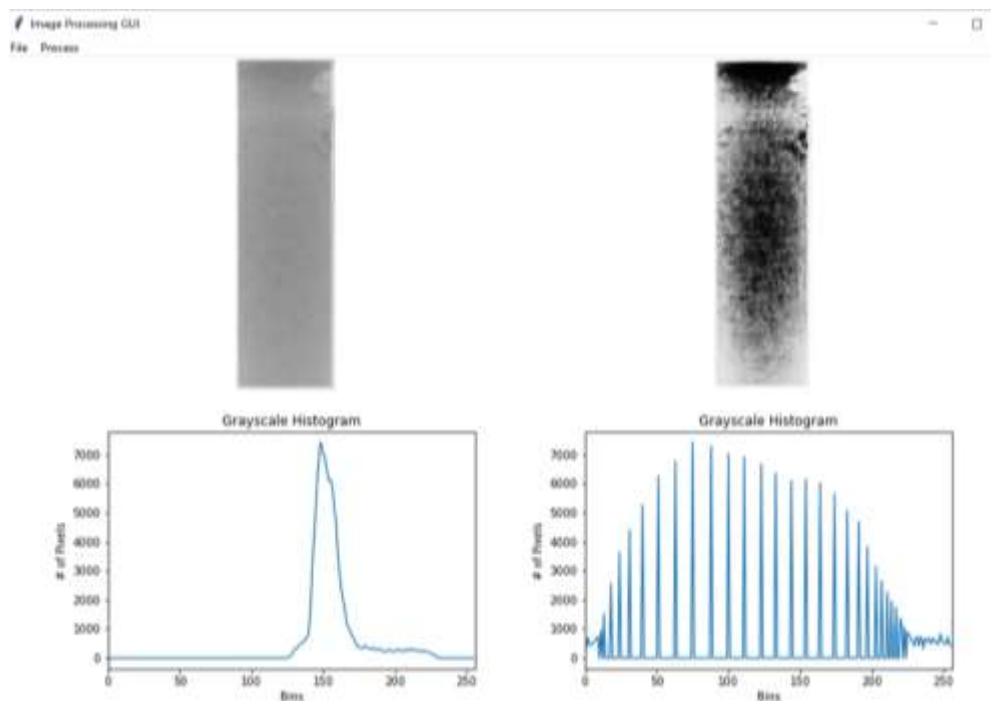 Image Processing GUI
File Process
Grayscale Histogram
Grayscale Histogram
# of Pixels
7000
6000
5000
4000
3000
2000
1000
0
0 50 100 150 200 250
Bins
# of Pixels
7000
6000
5000
4000
3000
2000
1000
0
0 50 100 150 200 250
Bins